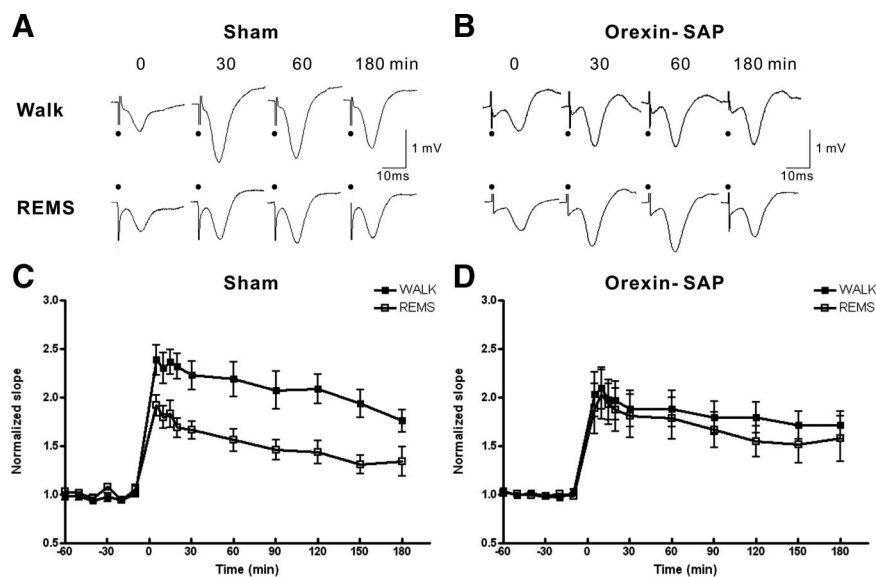 A Sham
0 30 60 180 min
Walk
1 mV
10ms
REMS
B Orexin- SAP
0 30 60 180 min
1 mV
10ms
C Sham
WALK
REMS
3.0
2.5
2.0
1.5
1.0
0.5
Normalized slope
-60 -30 0 30 60 90 120 150 180
Time (min)
D Orexin- SAP
WALK
REMS
3.0
2.5
2.0
1.5
1.0
0.5
Normalized slope
-60 -30 0 30 60 90 120 150 180
Time (min)